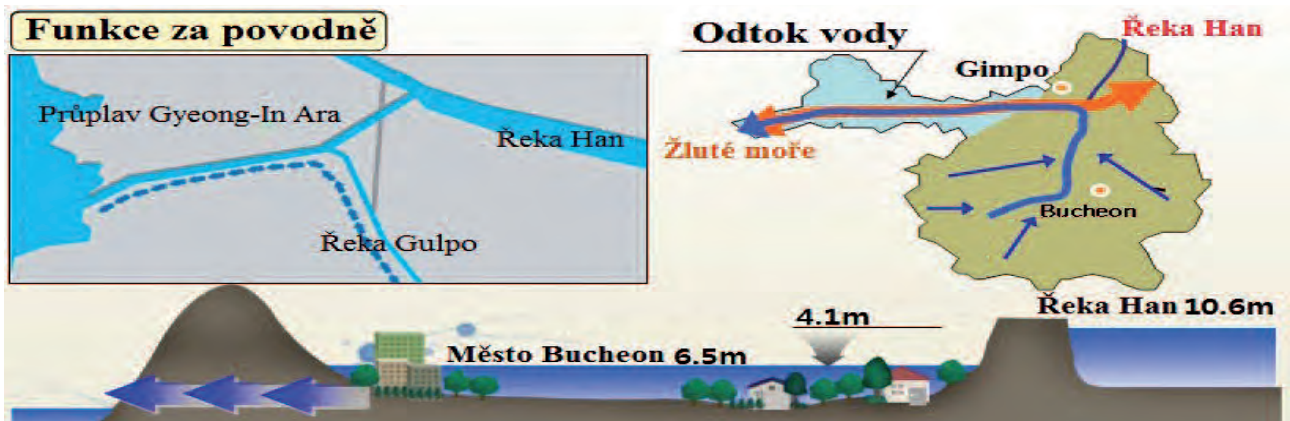 Funkce za povodně
Průplav Gyeong-In Ara
Řeka Han
Řeka Gulpo
Odtok vody
Řeka Han
Gimpo
Žluté moře
Bucheon
Řeka Han 10.6m
4.1m
Město Bucheon 6.5m